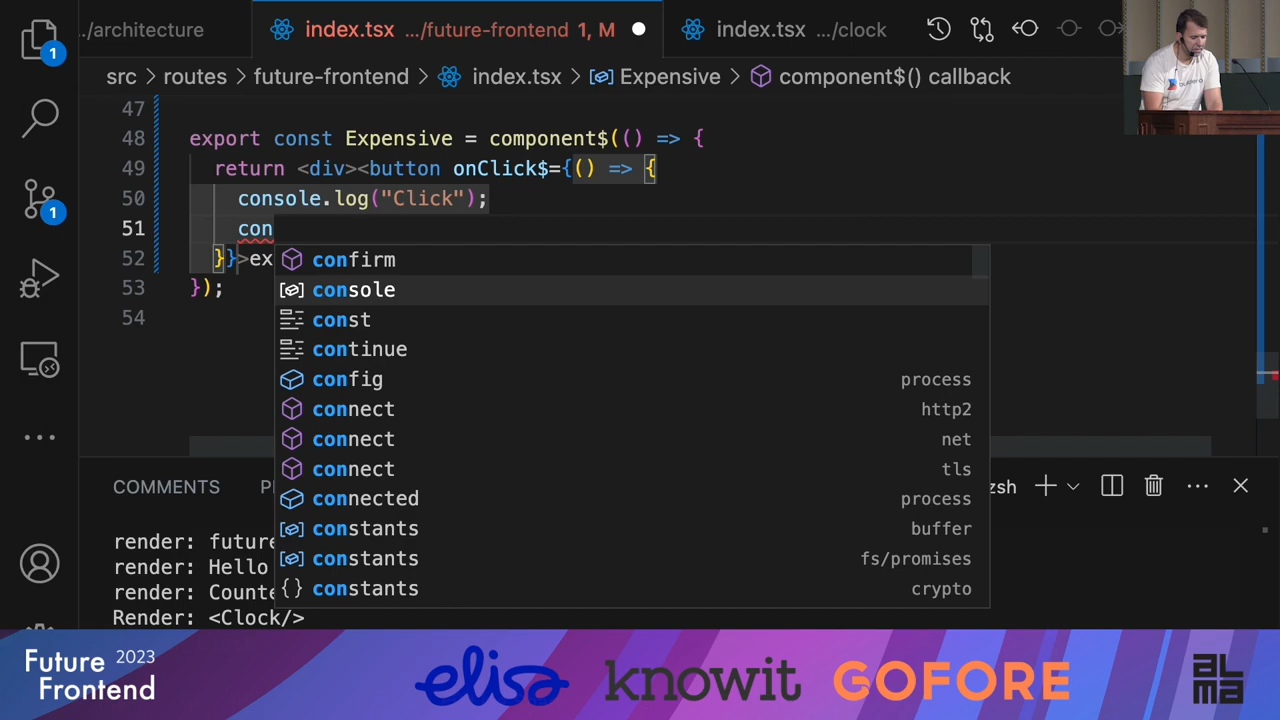 ../architecture
index.tsx .../future-frontend 1, M
index.tsx .../clock
1
src > routes > future-frontend > index.tsx > Expensive > component$() callback
47
48 export const Expensive = component$(() => {
49 return <div><button onClick$={() => {
50 console.log("Click");
51 con
52 }}>ex
53 });
54
confirm
console
const
continue
config process
connect http2
connect net
connect tls
connected process
constants buffer
constants fs/promises
constants crypto
1
COMMENTS
zsh
render: future
render: Hello
render: Counte
Render: <Clock/>
Future 2023
Frontend
elisa
knowit
GOFORE
ALMA